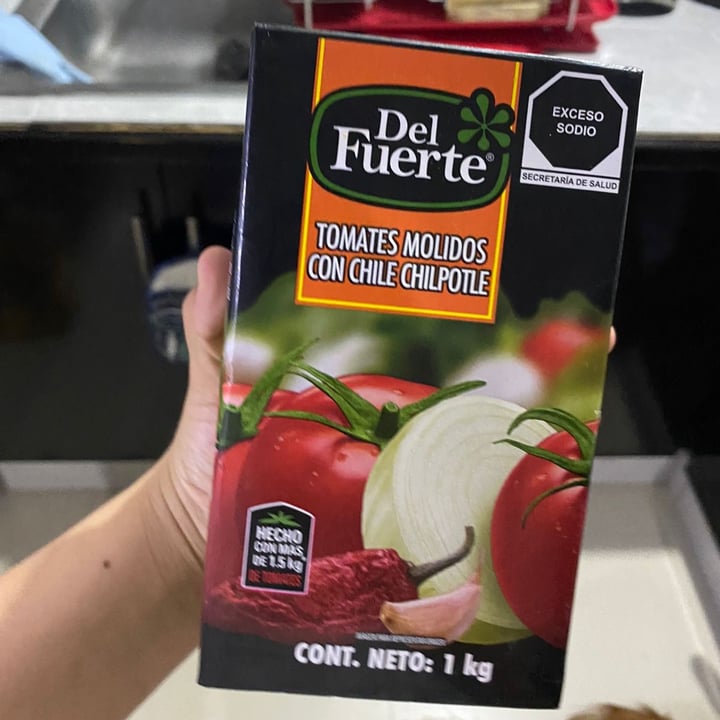 Del
Fuerte®
TOMATES MOLIDOS
CON CHILE CHILPOTLE
EXCESO
SODIO
SECRETARÍA DE SALUD
HECHO
CON MÁS
DE 1.5 kg
DE TOMATES
CONT. NETO: 1 kg